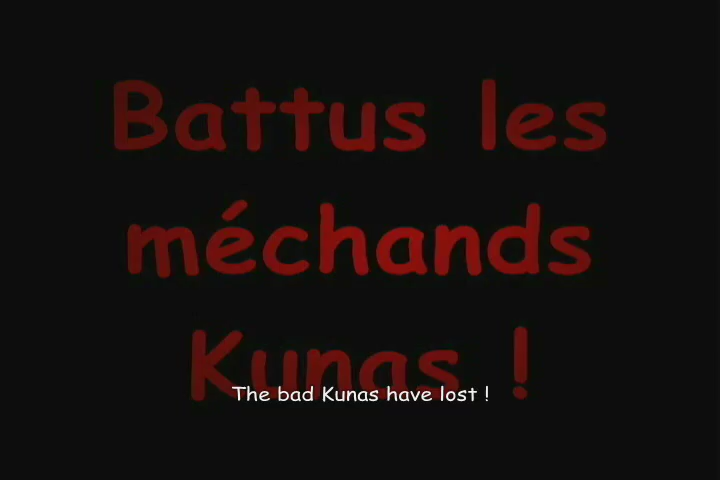 Battus les
méchands
Kunas !
The bad Kunas have lost !